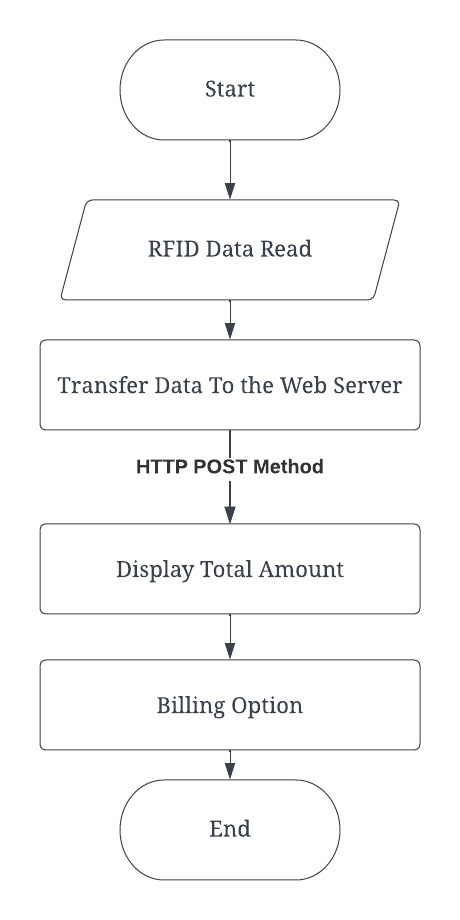 Start
RFID Data Read
Transfer Data To the Web Server
HTTP POST Method
Display Total Amount
Billing Option
End